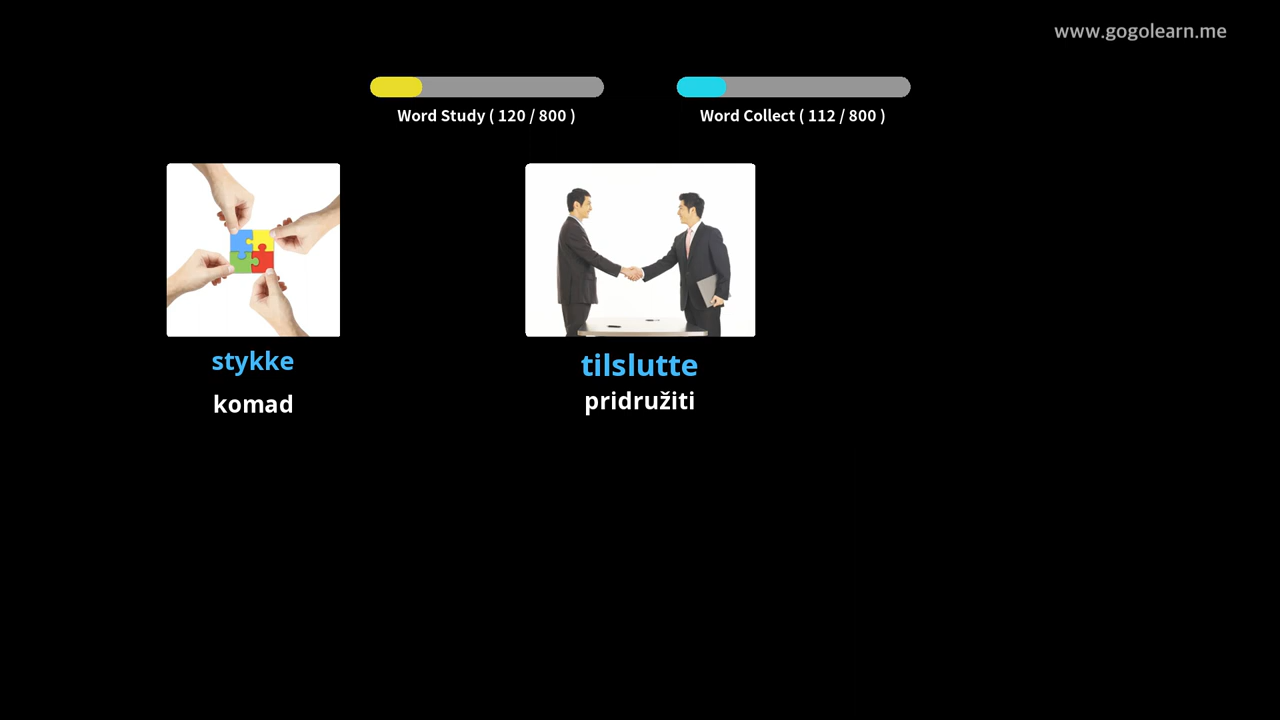 www.gogolearn.me
Word Study ( 120 / 800 )
Word Collect ( 112 / 800 )
stykke
komad
tilslutte
pridružiti